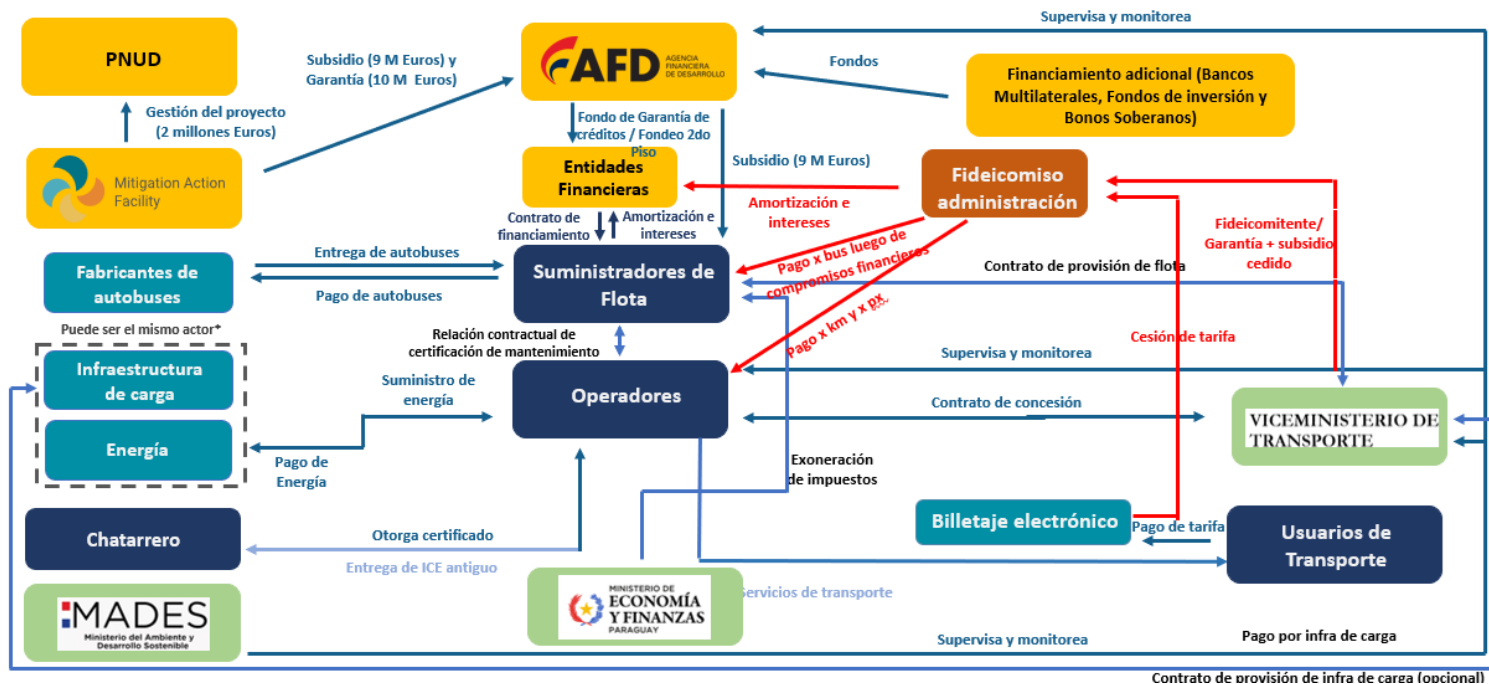 Supervisa y monitorea
PNUD
Subsidio (9 M Euros) y
Garantía (10 M Euros)
AFD
AGENCIA
FINANCIERA
DE DESARROLLO
Fondos
Financiamiento adicional (Bancos
Multilaterales, Fondos de inversión y
Bonos Soberanos)
Gestión del proyecto
(2 millones Euros)
Fondo de Garantía de
créditos / Fondeo 2do
Piso
Mitigation Action
Facility
Entidades
Financieras
Subsidio (9 M Euros)
Fideicomiso
administración
Amortización e
intereses
Contrato de
financiamiento
Amortización e
intereses
Fideicomitente/
Garantía + subsidio
cedido
Entrega de autobuses
Fabricantes de
autobuses
Pago de autobuses
Suministradores de
Flota
Pago x bus luego de
compromisos financieros
Contrato de provisión de flota
Puede ser el mismo actor*
Relación contractual de
certificación de mantenimiento
Pago x km y x px
Cesión de tarifa
Supervisa y monitorea
Infraestructura
de carga
Suministro de
energía
Operadores
Contrato de concesión
VICEMINISTERIO DE
TRANSPORTE
Energía
Pago de
Energía
Exoneración
de impuestos
Chatarrero
Otorga certificado
Entrega de ICE antiguo
Billetaje electrónico
Pago de tarifa
Usuarios de
Transporte
MADES
Ministerio del Ambiente y
Desarrollo Sostenible
MINISTERIO DE
ECONOMÍA
Y FINANZAS
PARAGUAY
Servicios de transporte
Supervisa y monitorea
Pago por infra de carga
Contrato de provisión de infra de carga (opcional)